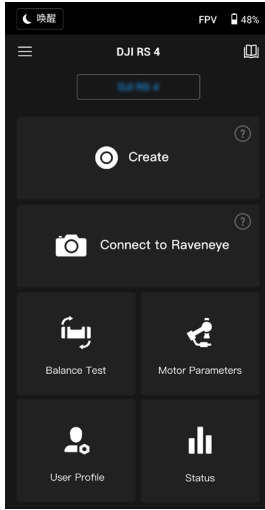 唤醒 FPV 48%
DJI RS 4
?
Create
?
Connect to Raveneye
Balance Test Motor Parameters
User Profile Status